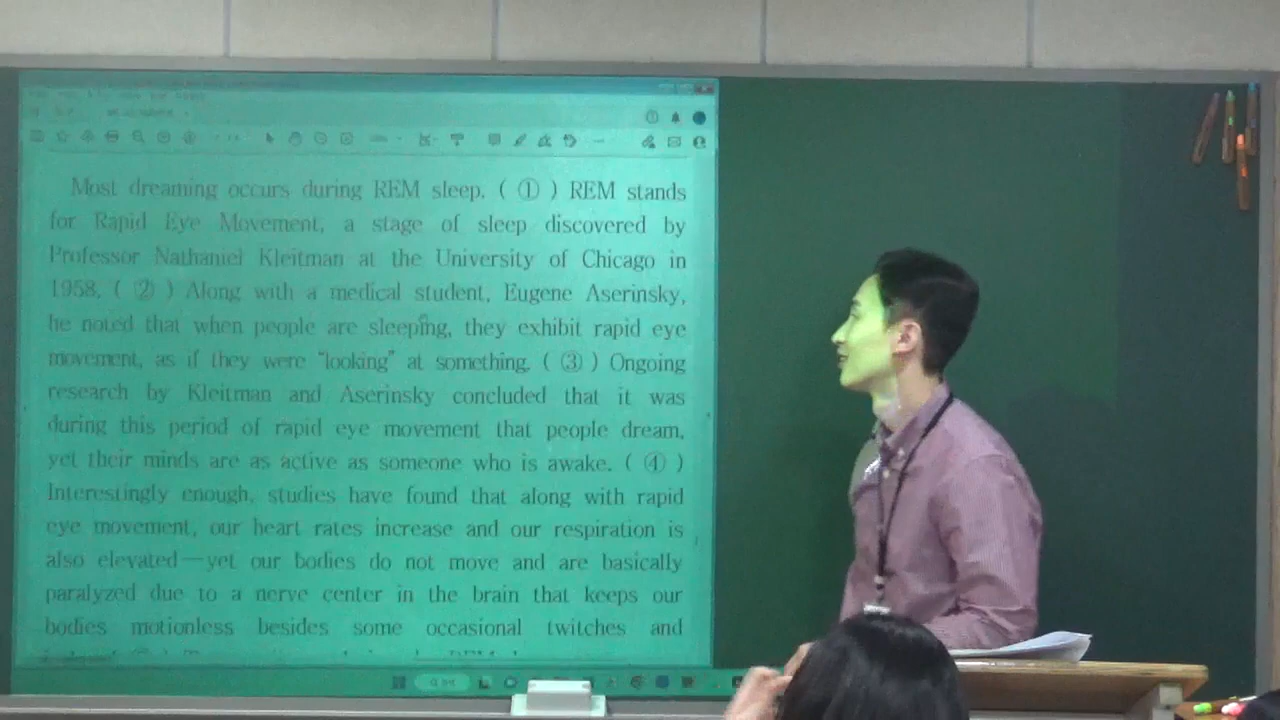 Most dreaming occurs during REM sleep. ( ① ) REM stands
for Rapid Eye Movement, a stage of sleep discovered by
Professor Nathaniel Kleitman at the University of Chicago in
1958. ( ② ) Along with a medical student, Eugene Aserinsky,
he noted that when people are sleeping, they exhibit rapid eye
movement, as if they were “looking” at something. ( ③ ) Ongoing
research by Kleitman and Aserinsky concluded that it was
during this period of rapid eye movement that people dream,
yet their minds are as active as someone who is awake. ( ④ )
Interestingly enough, studies have found that along with rapid
eye movement, our heart rates increase and our respiration is
also elevated—yet our bodies do not move and are basically
paralyzed due to a nerve center in the brain that keeps our
bodies motionless besides some occasional twitches and